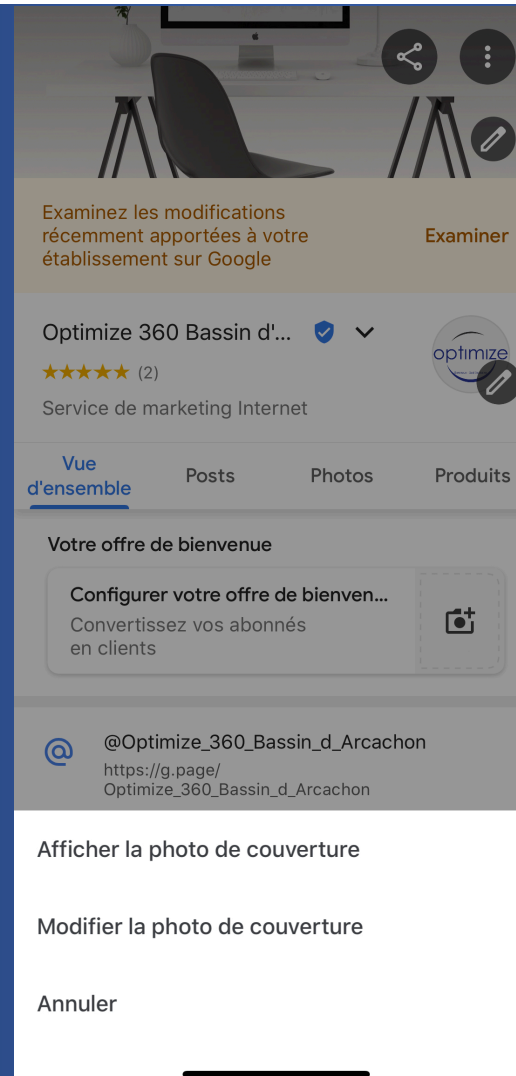 Examinez les modifications
récemment apportées à votre
établissement sur Google
Examiner
Optimize 360 Bassin d'...
optimize
★★★★★ (2)
Service de marketing Internet
Vue
d'ensemble
Posts
Photos
Produits
Votre offre de bienvenue
Configurer votre offre de bienven...
Convertissez vos abonnés
en clients
@Optimize_360_Bassin_d_Arcachon
https://g.page/
Optimize_360_Bassin_d_Arcachon
Afficher la photo de couverture
Modifier la photo de couverture
Annuler